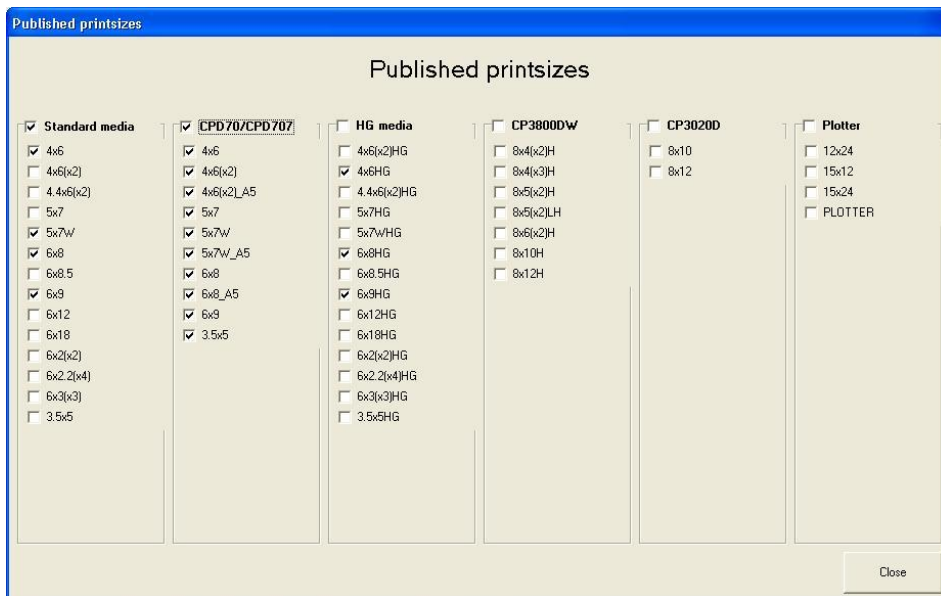 Published printsizes
Published printsizes
Standard media
4x6
4x6(x2)
4.4x6(x2)
5x7
5x7W
6x8
6x8.5
6x9
6x12
6x18
6x2(x2)
6x2.2(x4)
6x3(x3)
3.5x5
CPD70/CPD707
4x6
4x6(x2)
4x6(x2)_A5
5x7
5x7W
5x7W_A5
6x8
6x8_A5
6x9
3.5x5
HG media
4x6(x2)HG
4x6HG
4.4x6(x2)HG
5x7HG
5x7WHG
6x8HG
6x8.5HG
6x9HG
6x12HG
6x18HG
6x2(x2)HG
6x2.2(x4)HG
6x3(x3)HG
3.5x5HG
CP3800DW
8x4(x2)H
8x4(x3)H
8x5(x2)H
8x5(x2)LH
8x6(x2)H
8x10H
8x12H
CP3020D
8x10
8x12
Plotter
12x24
15x12
15x24
PLOTTER
Close